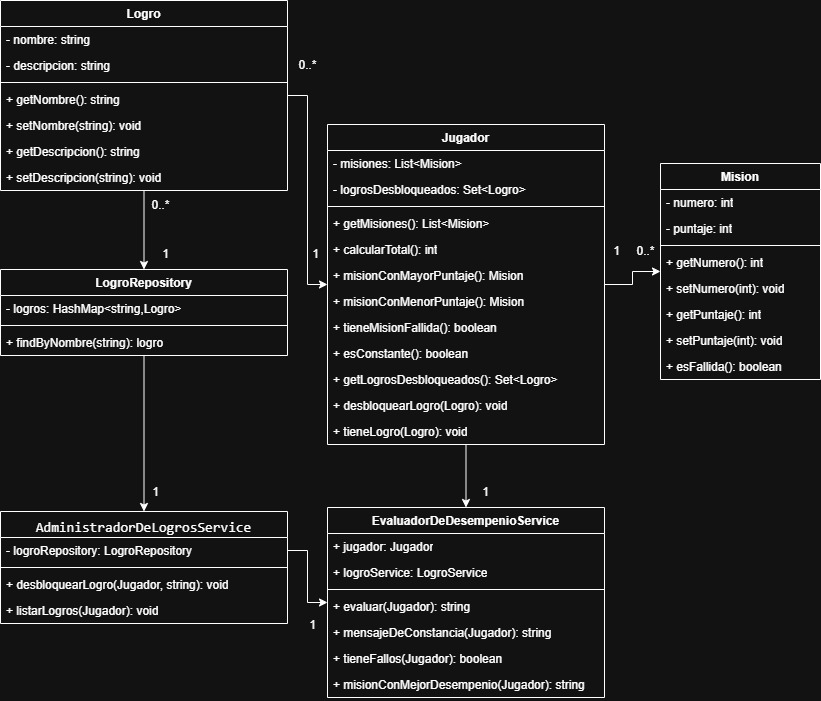 Logro
- nombre: string
- descripcion: string
+ getNombre(): string
+ setNombre(string): void
+ getDescripcion(): string
+ setDescripcion(string): void
0..*
0..*
1
1
Jugador
- misiones: List<Mision>
- logrosDesbloqueados: Set<Logro>
+ getMisiones(): List<Mision>
+ calcularTotal(): int
+ misionConMayorPuntaje(): Mision
+ misionConMenorPuntaje(): Mision
+ tieneMisionFallida(): boolean
+ esConstante(): boolean
+ getLogrosDesbloqueados(): Set<Logro>
+ desbloquearLogro(Logro): void
+ tieneLogro(Logro): void
1
0..*
Mision
- numero: int
- puntaje: int
+ getNumero(): int
+ setNumero(int): void
+ getPuntaje(): int
+ setPuntaje(int): void
+ esFallida(): boolean
LogroRepository
- logros: HashMap<string,Logro>
+ findByNombre(string): logro
1
1
AdministradorDeLogrosService
- logroRepository: LogroRepository
+ desbloquearLogro(Jugador, string): void
+ listarLogros(Jugador): void
1
EvaluadorDeDesempenioService
+ jugador: Jugador
+ logroService: LogroService
+ evaluar(Jugador): string
+ mensajeDeConstancia(Jugador): string
+ tieneFallos(Jugador): boolean
+ misionConMejorDesempenio(Jugador): string